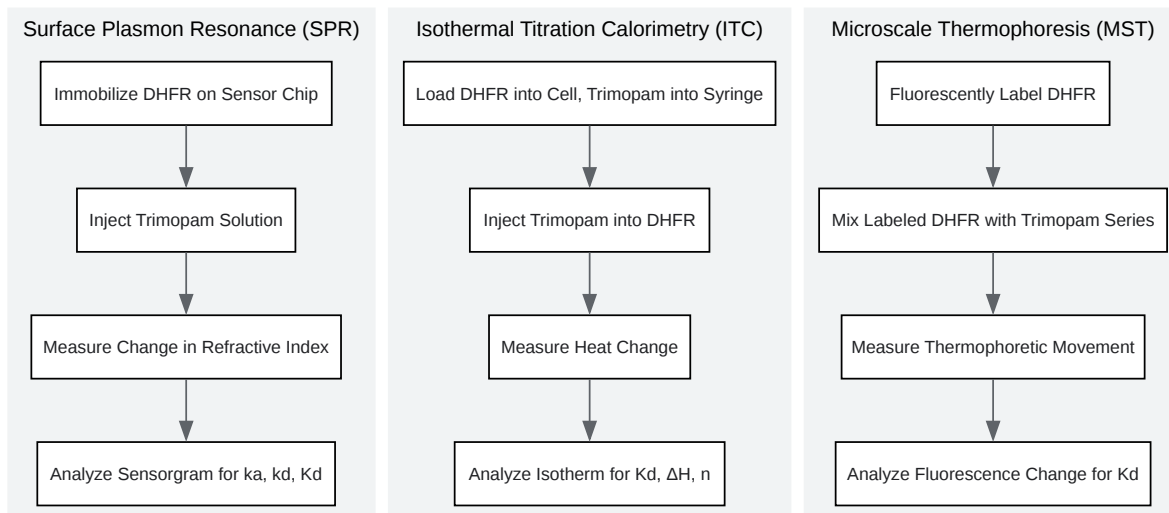 Surface Plasmon Resonance (SPR)
Immobilize DHFR on Sensor Chip
Inject Trimopam Solution
Measure Change in Refractive Index
Analyze Sensorgram for ka, kd, Kd
Isothermal Titration Calorimetry (ITC)
Load DHFR into Cell, Trimopam into Syringe
Inject Trimopam into DHFR
Measure Heat Change
Analyze Isotherm for Kd, ΔH, n
Microscale Thermophoresis (MST)
Fluorescently Label DHFR
Mix Labeled DHFR with Trimopam Series
Measure Thermophoretic Movement
Analyze Fluorescence Change for Kd